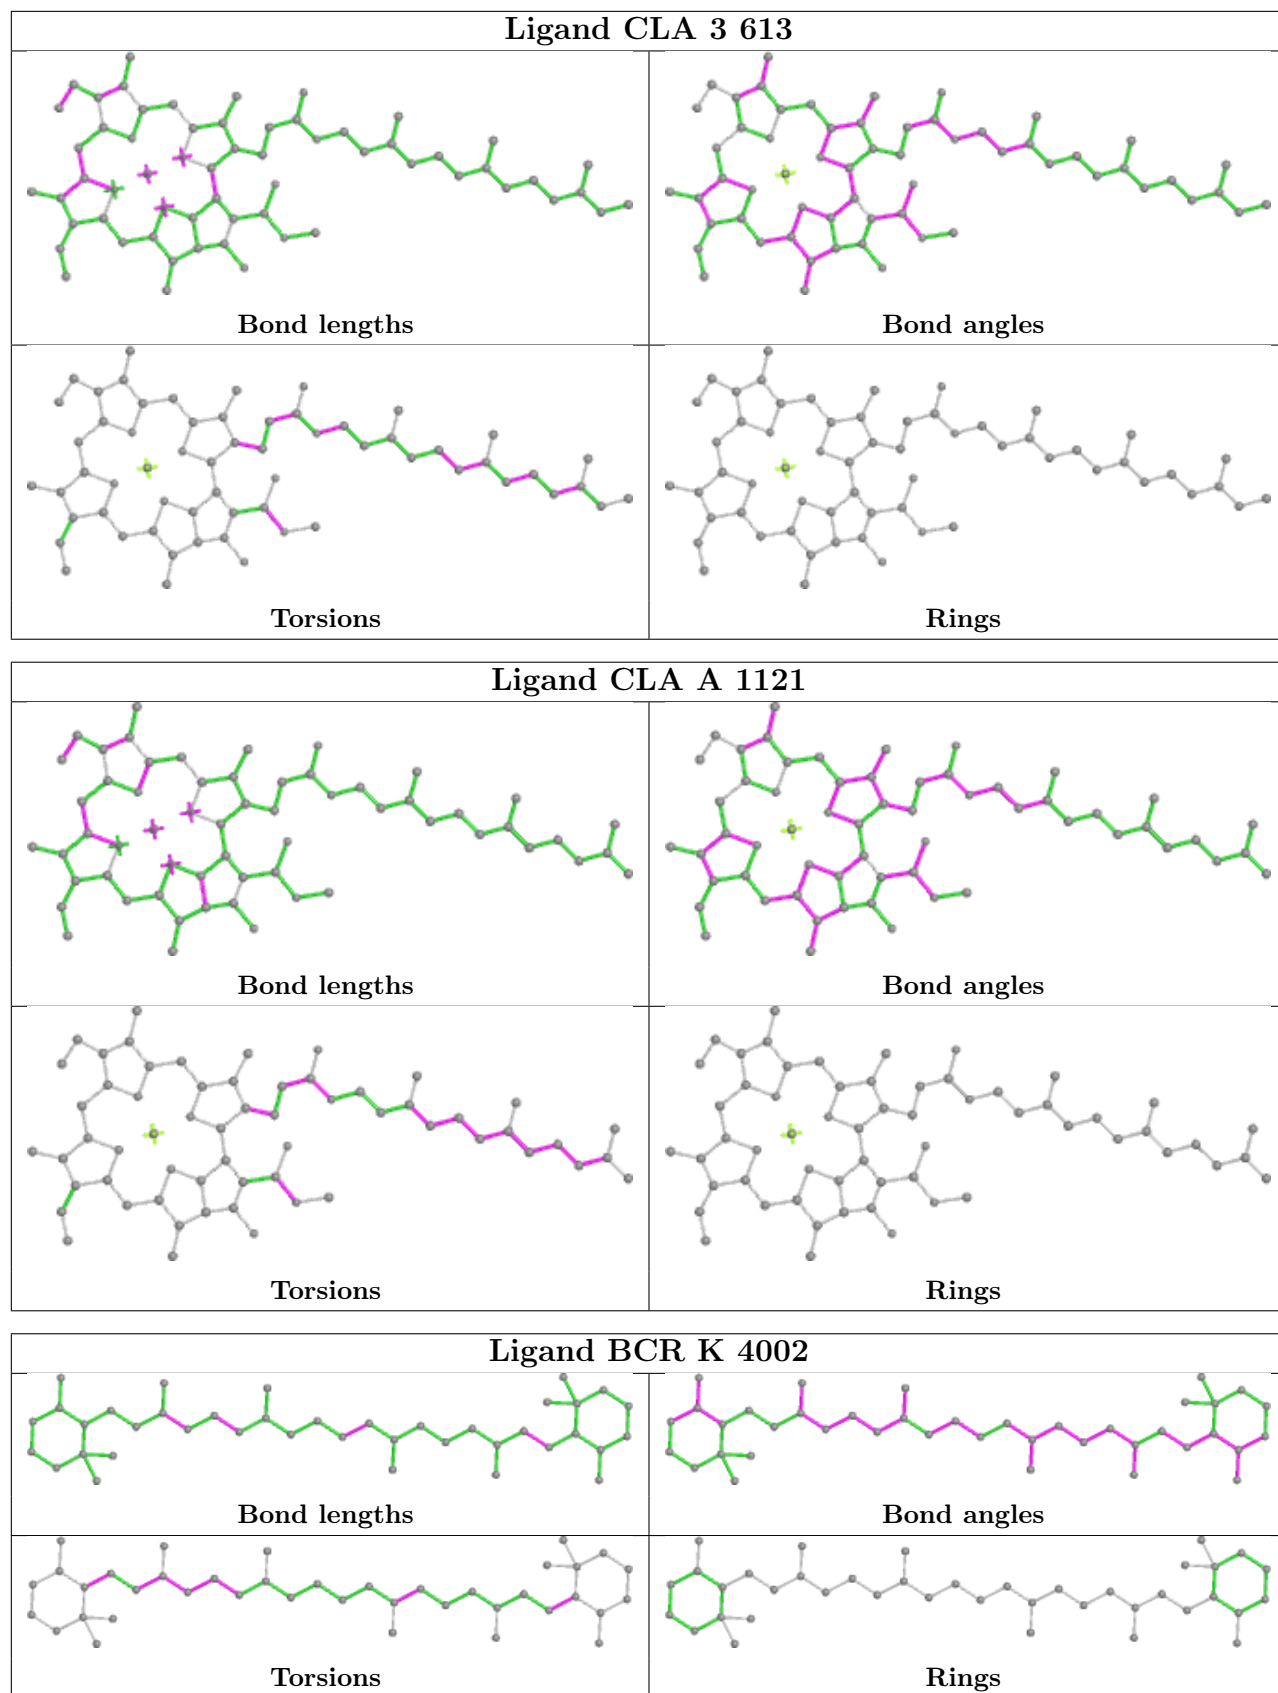 Ligand CLA 3 613
Bond lengths
Bond angles
Torsions
Rings
Ligand CLA A 1121
Bond lengths
Bond angles
Torsions
Rings
Ligand BCR K 4002
Bond lengths
Bond angles
Torsions
Rings